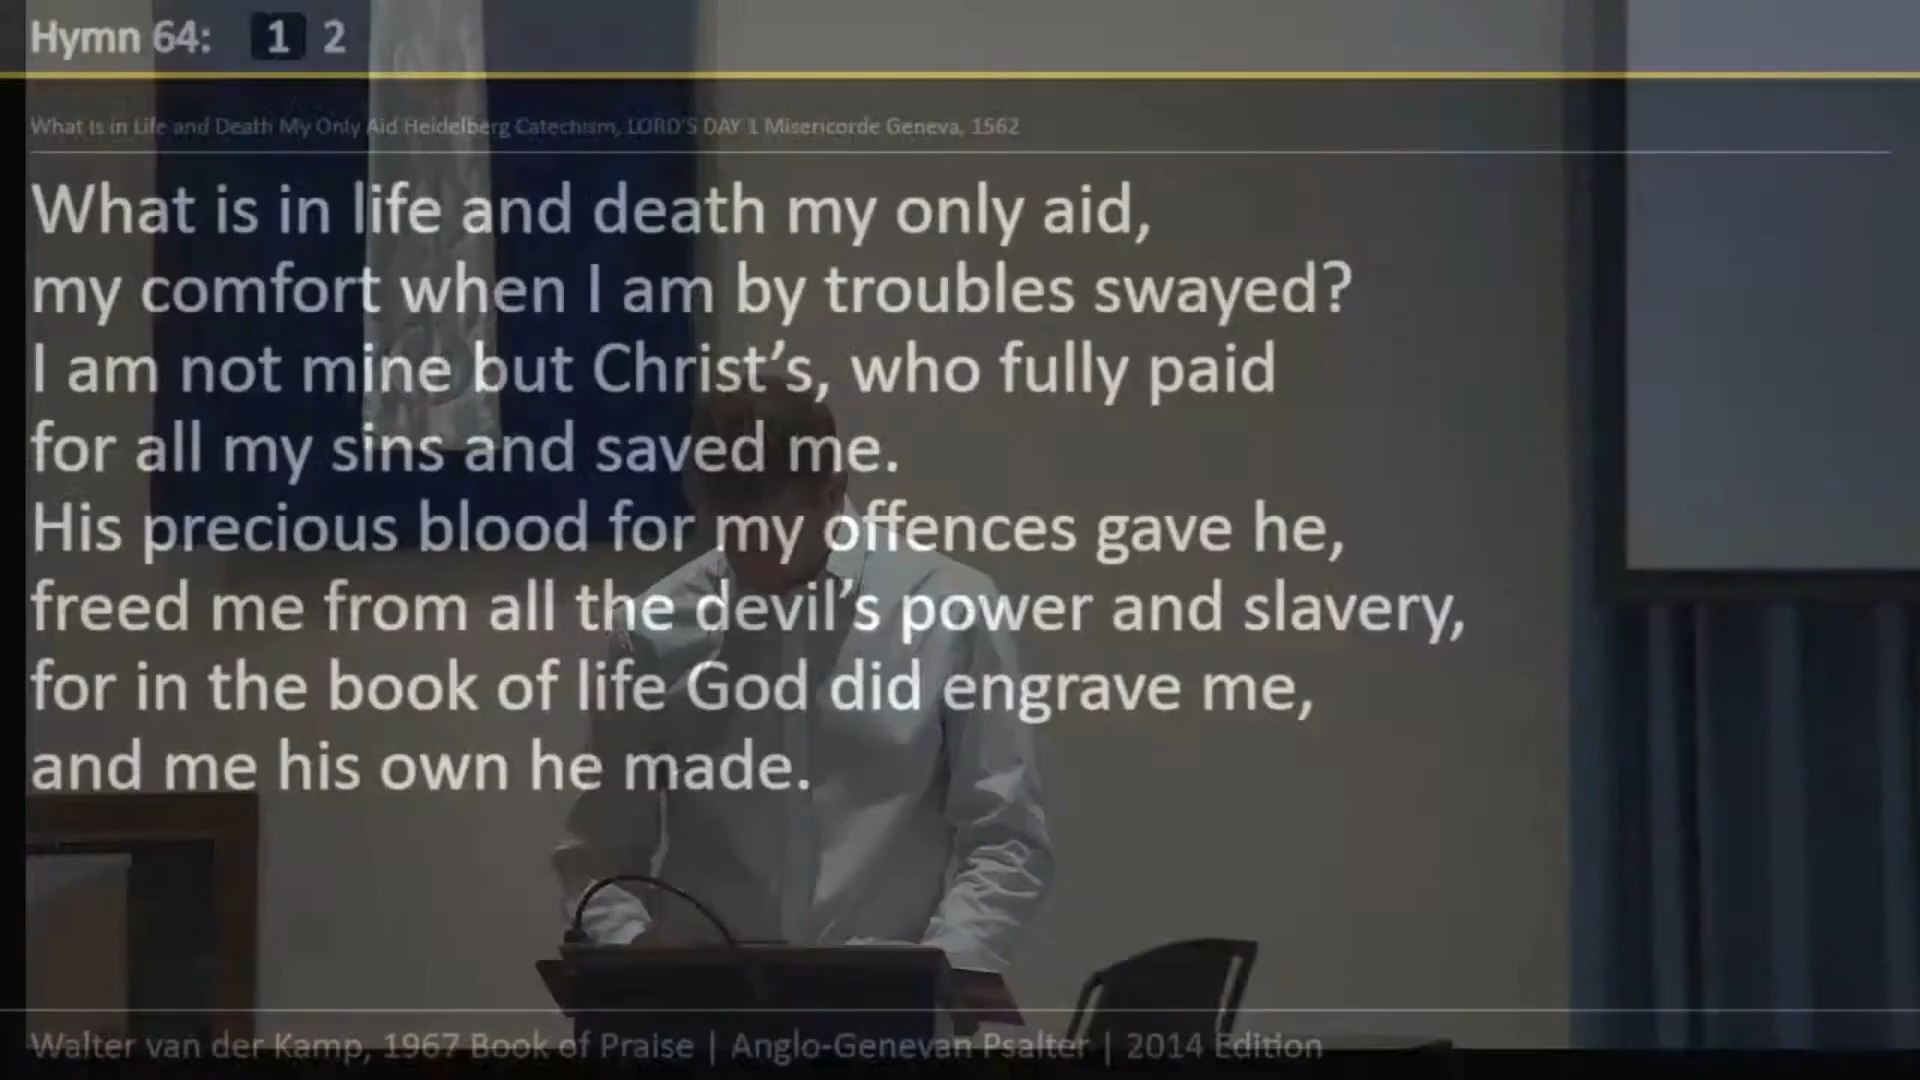 Hymn 64: 1 2
What is in Life and Death My Only Aid Heidelberg Catechism, LORD'S DAY 1 Misericorde Geneva, 1562
What is in life and death my only aid,
my comfort when I am by troubles swayed?
I am not mine but Christ's, who fully paid
for all my sins and saved me.
His precious blood for my offences gave he,
freed me from all the devil's power and slavery,
for in the book of life God did engrave me,
and me his own he made.
Walter van der Kamp, 1967 Book of Praise | Anglo-Genevan Psalter | 2014 Edition